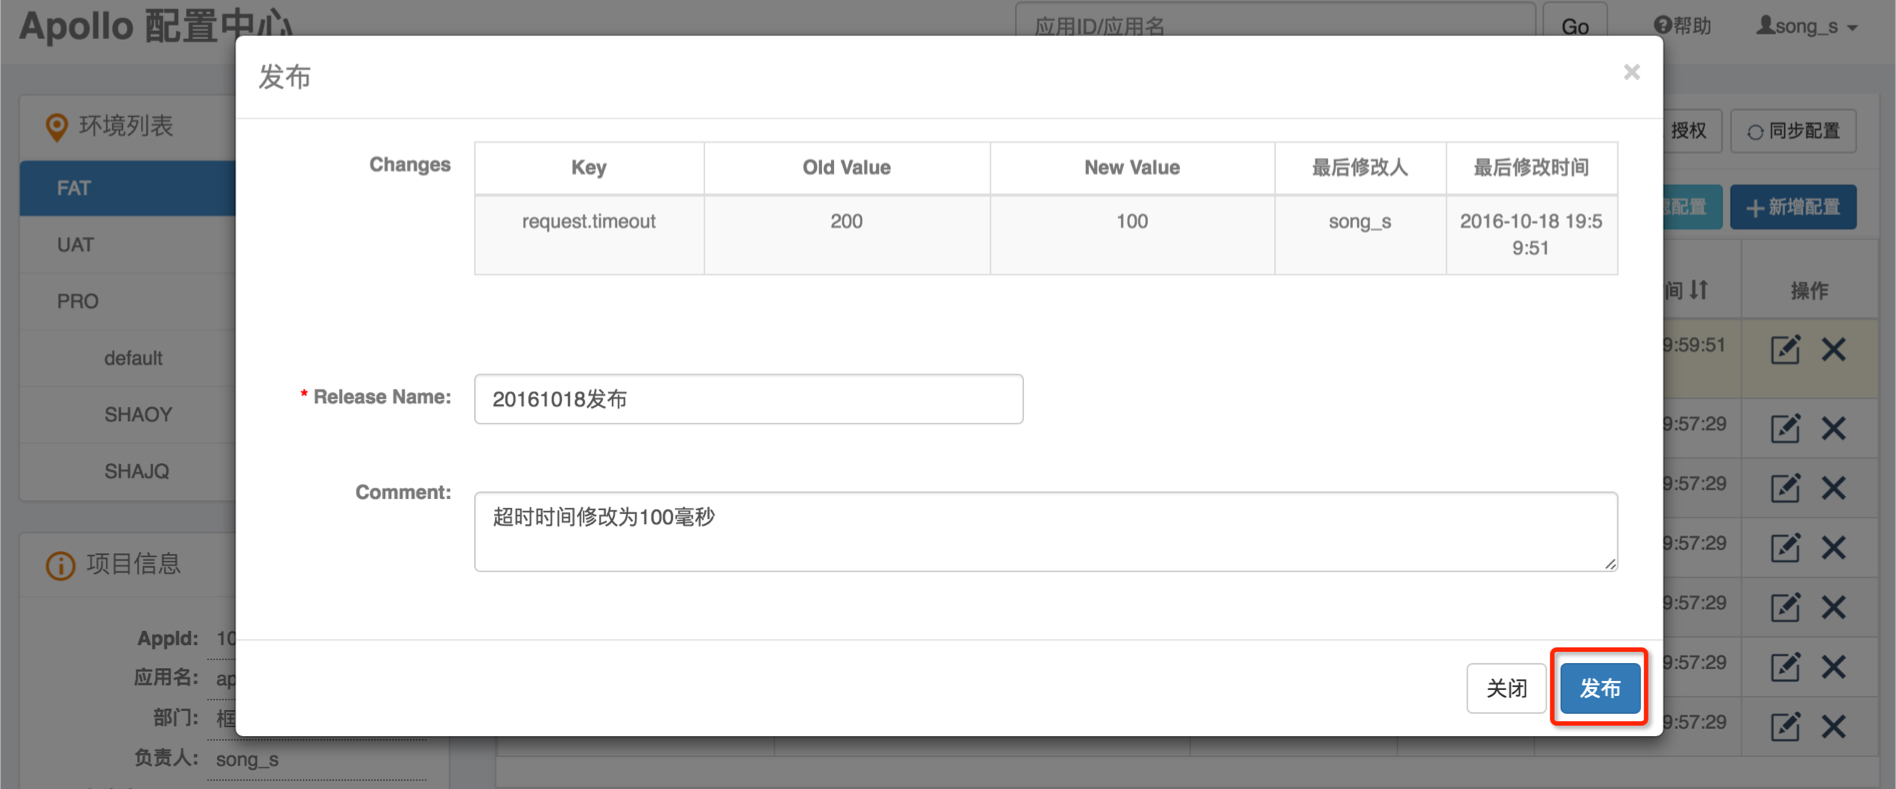 Apollo 配置中心
应用ID/应用名
Go
帮助
song_s
发布
×
环境列表
FAT
UAT
PRO
default
SHAOY
SHAJQ
授权
同步配置
配置
新增配置
间
操作
Changes
Key
Old Value
New Value
最后修改人
最后修改时间
request.timeout
200
100
song_s
2016-10-18 19:5
9:51
* Release Name:
20161018发布
Comment:
超时时间修改为100毫秒
关闭
发布
9:59:51
9:57:29
9:57:29
9:57:29
9:57:29
9:57:29
9:57:29
项目信息
AppId: 10
应用名: ap
部门: 框
负责人: song_s